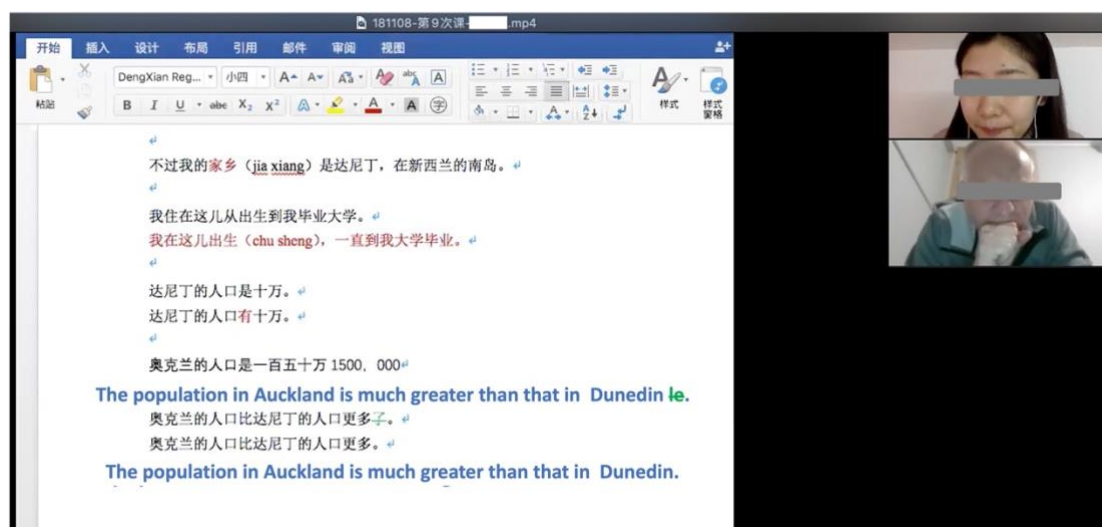 181108-第9次课- .mp4
开始 插入 设计 布局 引用 邮件 审阅 视图
粘贴 DengXian Reg... 小四 A A Aa A abc A A 样式 样式窗格
B I U abc X₂ X² A A A 字 A A Z
不过我的家乡（jia xiang）是达尼丁，在新西兰的南岛。
我住在这儿从出生到我毕业大学。
我在这儿出生（chu sheng），一直到我大学毕业。
达尼丁的人口是十万。
达尼丁的人口有十万。
奥克兰的人口是一百五十万 1500，000
The population in Auckland is much greater than that in Dunedin le.
奥克兰的人口比达尼丁的人口更多了。
奥克兰的人口比达尼丁的人口更多。
The population in Auckland is much greater than that in Dunedin.